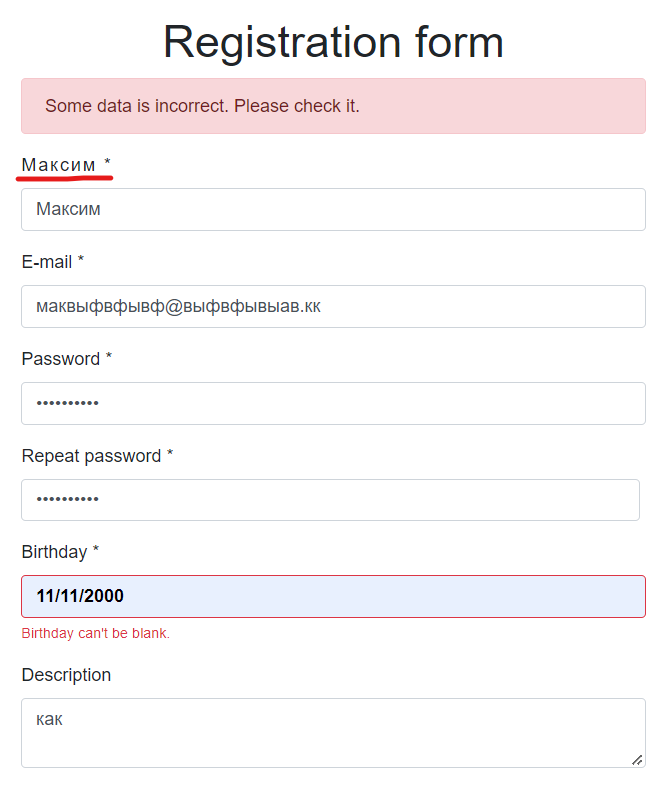 Registration form
Some data is incorrect. Please check it.
Максим *
Максим
E-mail *
маквыфвфывф@выфвфывыав.кк
Password *
••••••••••
Repeat password *
••••••••••
Birthday *
11/11/2000
Birthday can't be blank.
Description
как